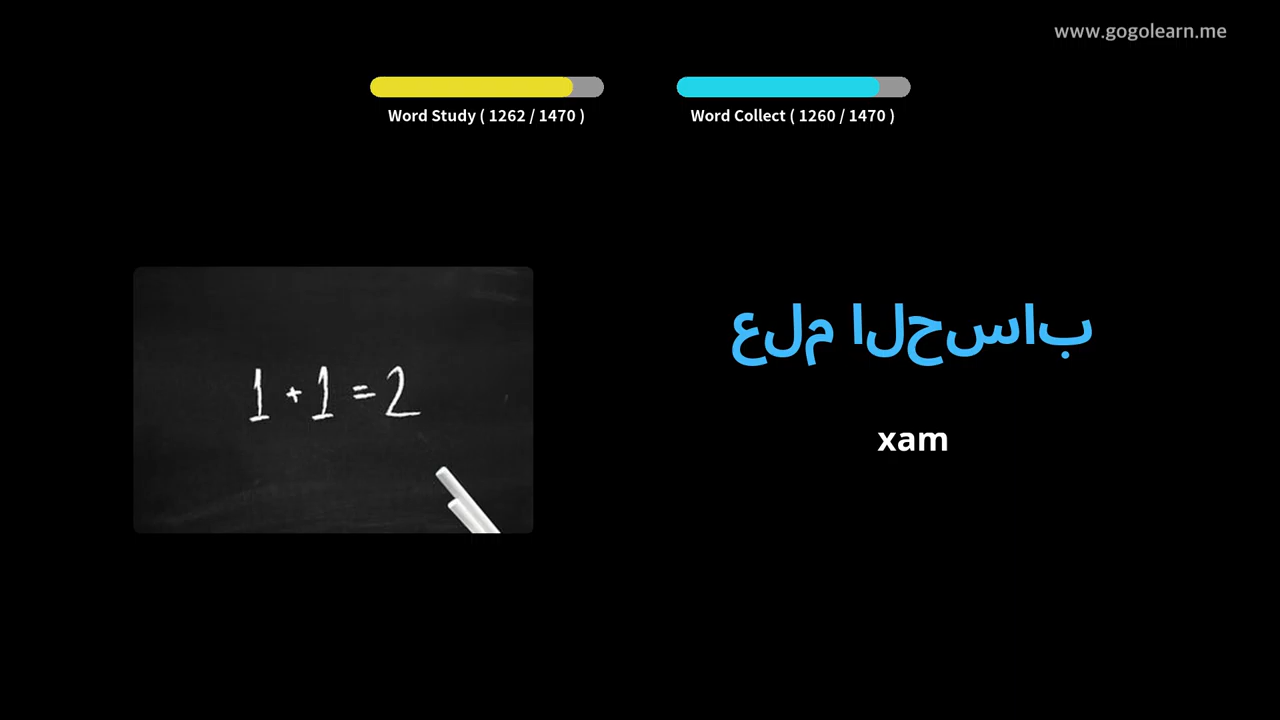 www.gogolearn.me
Word Study ( 1262 / 1470 )
Word Collect ( 1260 / 1470 )
علم الحساب
1 + 1 = 2
xam